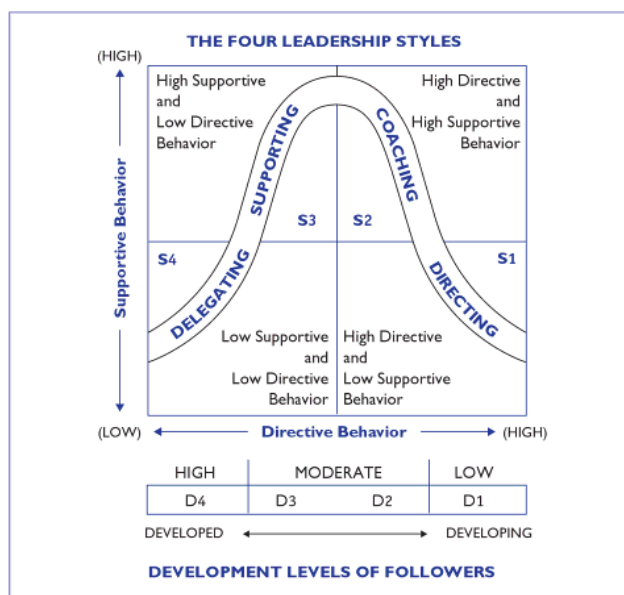 THE FOUR LEADERSHIP STYLES
(HIGH)
High Supportive
and
Low Directive
Behavior
High Directive
and
High Supportive
Behavior
SUPPORTING
COACHING
Supportive Behavior
S3
S2
S4
S1
DELEGATING
DIRECTING
Low Supportive
and
Low Directive
Behavior
High Directive
and
Low Supportive
Behavior
(LOW)
Directive Behavior
(HIGH)
HIGH MODERATE LOW
D4 D3 D2 D1
DEVELOPED DEVELOPING
DEVELOPMENT LEVELS OF FOLLOWERS